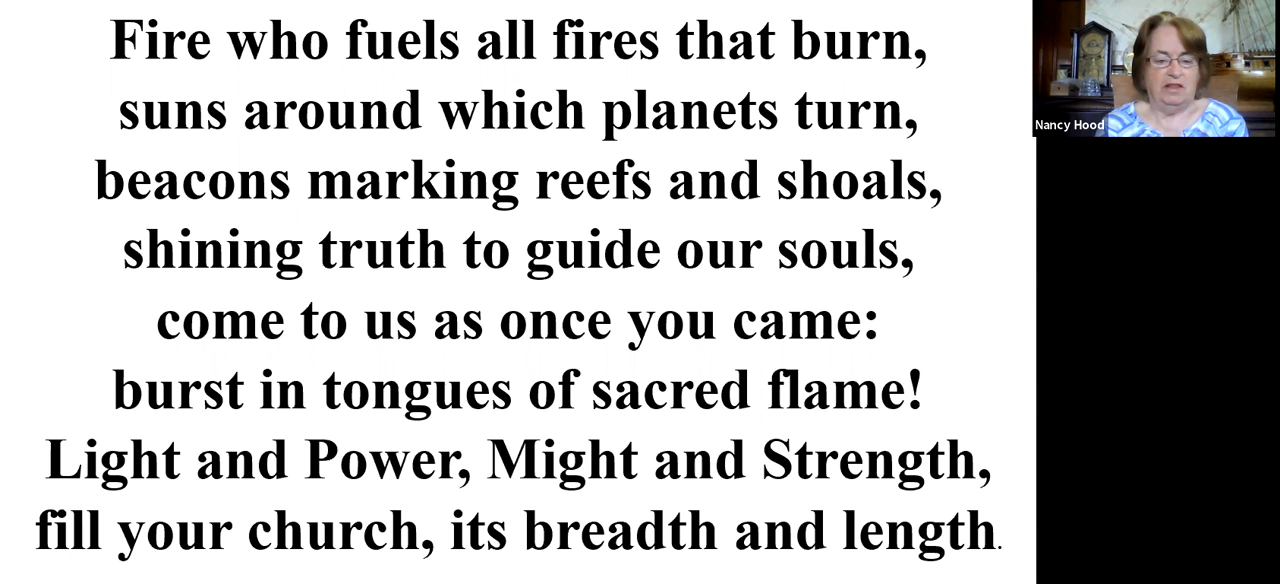 Fire who fuels all fires that burn,
suns around which planets turn,
beacons marking reefs and shoals,
shining truth to guide our souls,
come to us as once you came:
burst in tongues of sacred flame!
Light and Power, Might and Strength,
fill your church, its breadth and length.
Nancy Hood